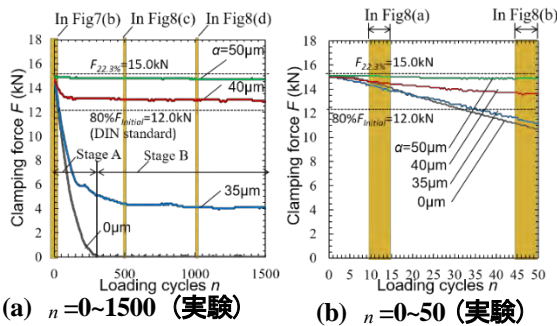 In Fig7(b) In Fig8(c) In Fig8(d)
(a)
18
16
14
12
10
8
6
4
2
0
Clamping force F (kN)
F22.3%=15.0kN
α=50μm
40μm
80%FInitial=12.0kN
(DIN standard)
Stage A
Stage B
35μm
0μm
0 500 1000 1500
Loading cycles n
(a) n =0~1500 (実験)
In Fig8(a) In Fig8(b)
(b)
18
16
14
12
10
8
6
4
2
0
Clamping force F (kN)
F22.3%=15.0kN
80%FInitial=12.0kN
α=50μm
40μm
35μm
0μm
0 5 10 15 20 25 30 35 40 45 50
Loading cycles n
(b) n =0~50 (実験)